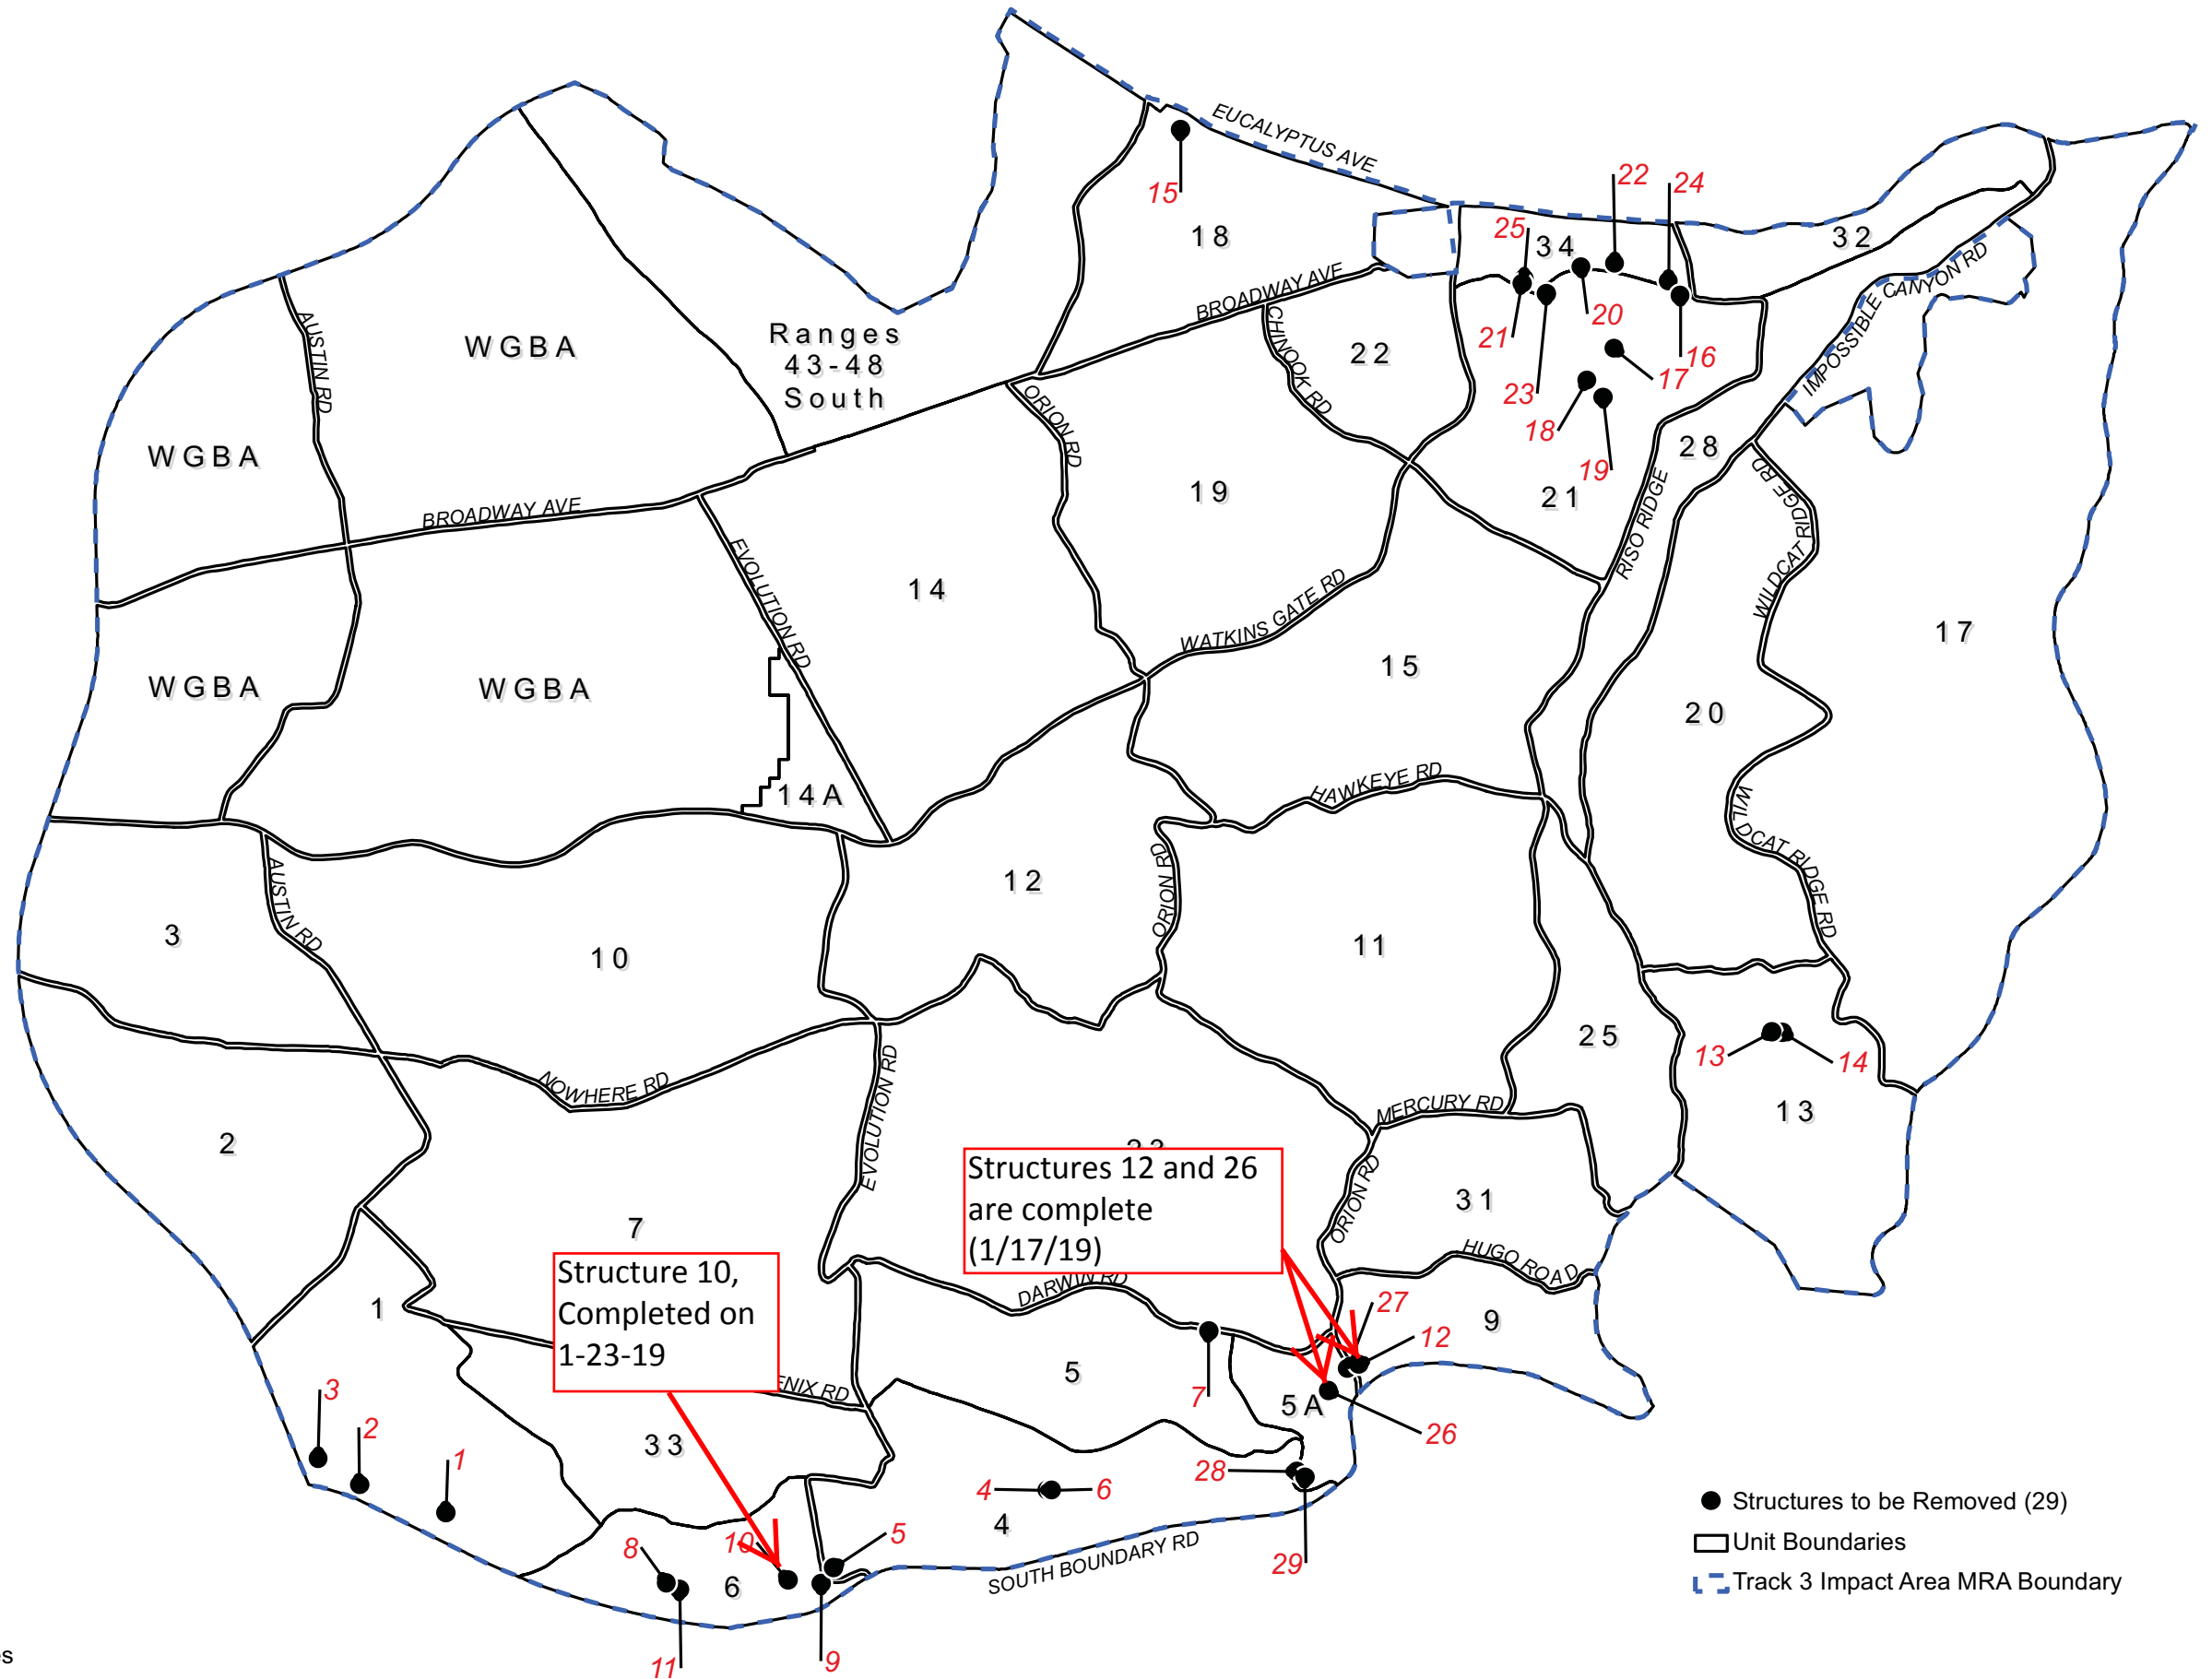 EUCALYPTUS AVE
15
22
24
25
18
34
32
IMPOSSIBLE CANYON RD
BROADWAY AVE
20
21
16
AUSTIN RD
WGBA
Ranges
43-48
South
CHINOOK RD
22
17
23
ORION RD
18
28
WGBA
19
19
21
RISO RIDGE
WILDCAT RIDGE RD
BROADWAY AVE
EVOLUTION RD
14
WATKINS GATE RD
17
15
WGBA
WGBA
20
14A
HAWKEYE RD
WILDCAT RIDGE RD
12
ORION RD
AUSTIN RD
3
10
11
25
13
14
NOWHERE RD
EVOLUTION RD
MERCURY RD
13
2
Structures 12 and 26
are complete
(1/17/19)
ORION RD
31
7
HUGO ROAD
Structure 10,
Completed on
1-23-19
DARWIN RD
27
1
9
12
ENIX RD
5
7
5A
3
2
26
33
1
28
4
6
4
10
5
8
29
SOUTH BOUNDARY RD
6
11
9
Structures to be Removed (29)
Unit Boundaries
Track 3 Impact Area MRA Boundary